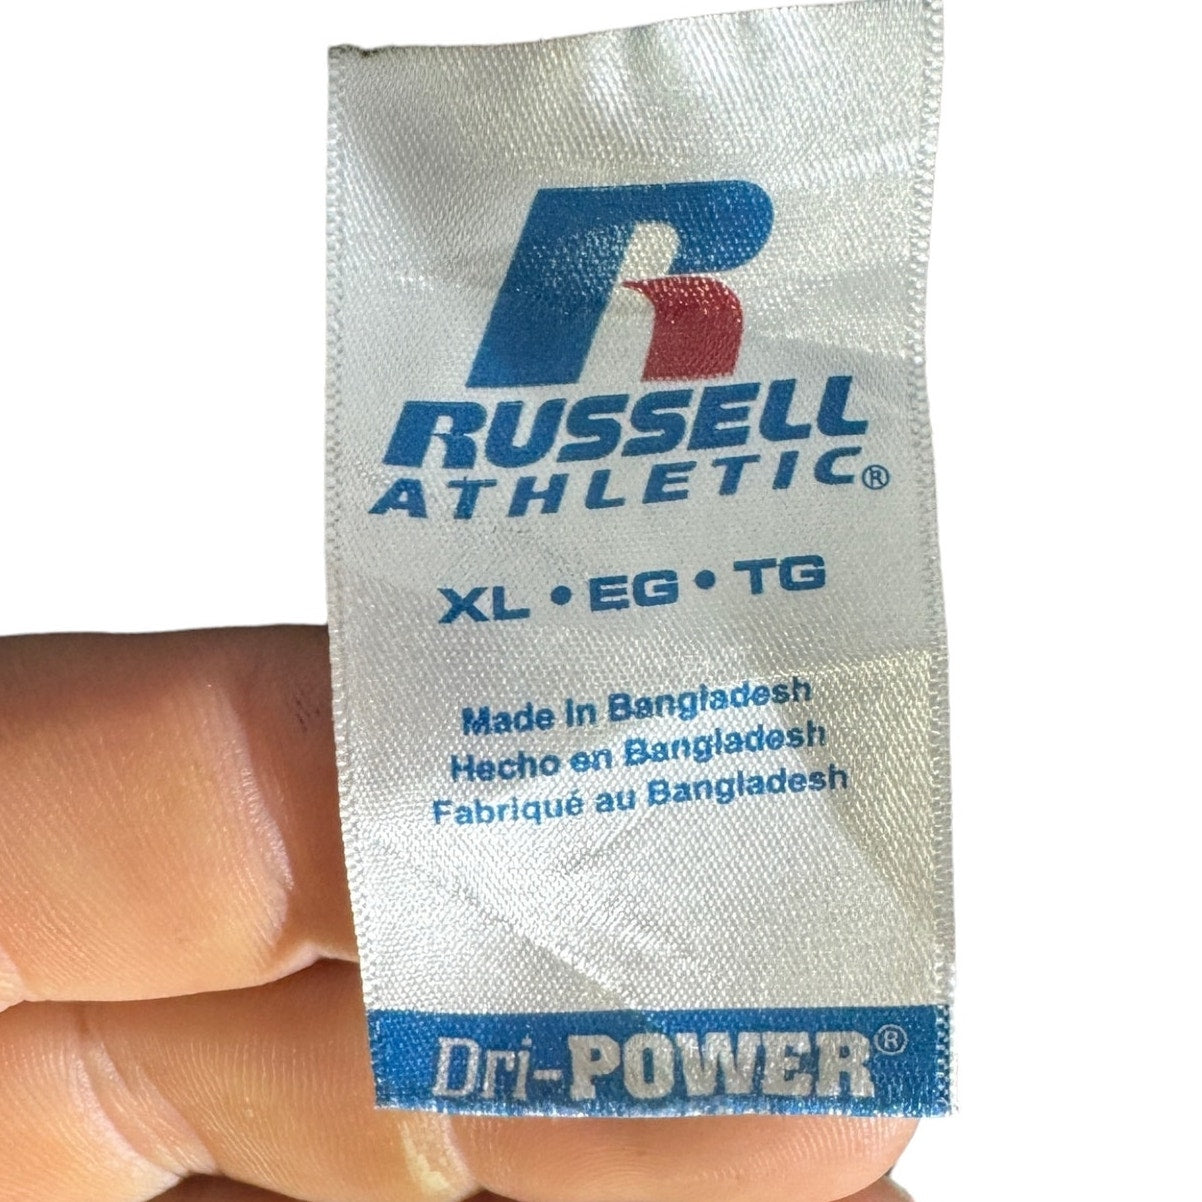 R
RUSSELL
ATHLETIC®
XL • EG • TG
Made in Bangladesh
Hecho en Bangladesh
Fabriqué au Bangladesh
Dri-POWER®